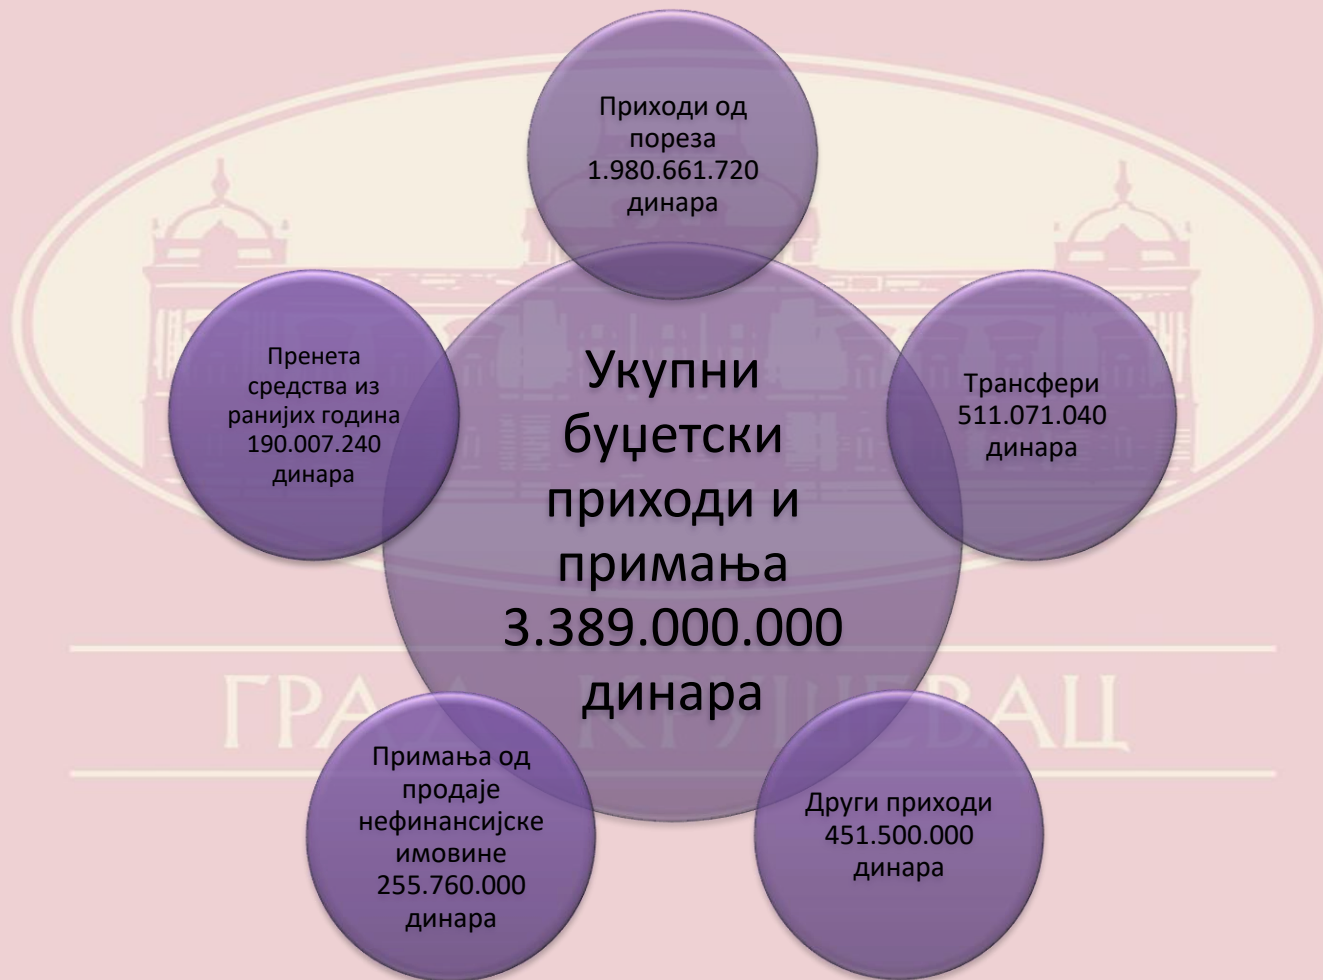 Приходи од
пореза
1.980.661.720
динара
Пренета
средства из
ранијих година
190.007.240
динара
Укупни
буџетски
приходи и
примања
3.389.000.000
динара
Трансфери
511.071.040
динара
ГРАД КРУШЕВАЦ
Примања од
продаје
нефинансијске
имовине
255.760.000
динара
Други приходи
451.500.000
динара